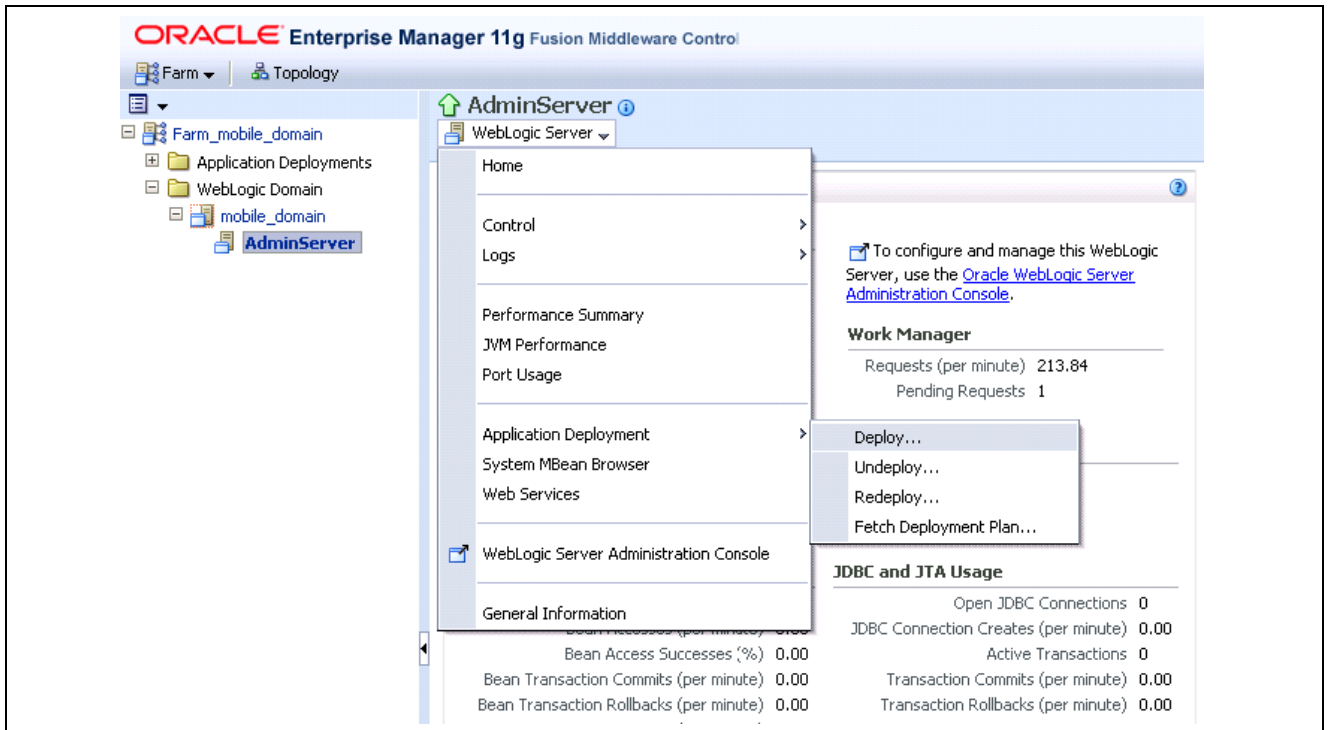 ORACLE Enterprise Manager 11g Fusion Middleware Control
Farm
Topology
Farm_mobile_domain
Application Deployments
WebLogic Domain
mobile_domain
AdminServer
AdminServer
WebLogic Server
Home
Control
Logs
Performance Summary
JVM Performance
Port Usage
Application Deployment
System MBean Browser
Web Services
WebLogic Server Administration Console
General Information
Deploy...
Undeploy...
Redeploy...
Fetch Deployment Plan...
To configure and manage this WebLogic
Server, use the Oracle WebLogic Server
Administration Console.
Work Manager
Requests (per minute) 213.84
Pending Requests 1
JDBC and JTA Usage
Open JDBC Connections 0
JDBC Connection Creates (per minute) 0.00
Active Transactions 0
Transaction Commits (per minute) 0.00
Transaction Rollbacks (per minute) 0.00
Bean Access Successes (%) 0.00
Bean Transaction Commits (per minute) 0.00
Bean Transaction Rollbacks (per minute) 0.00